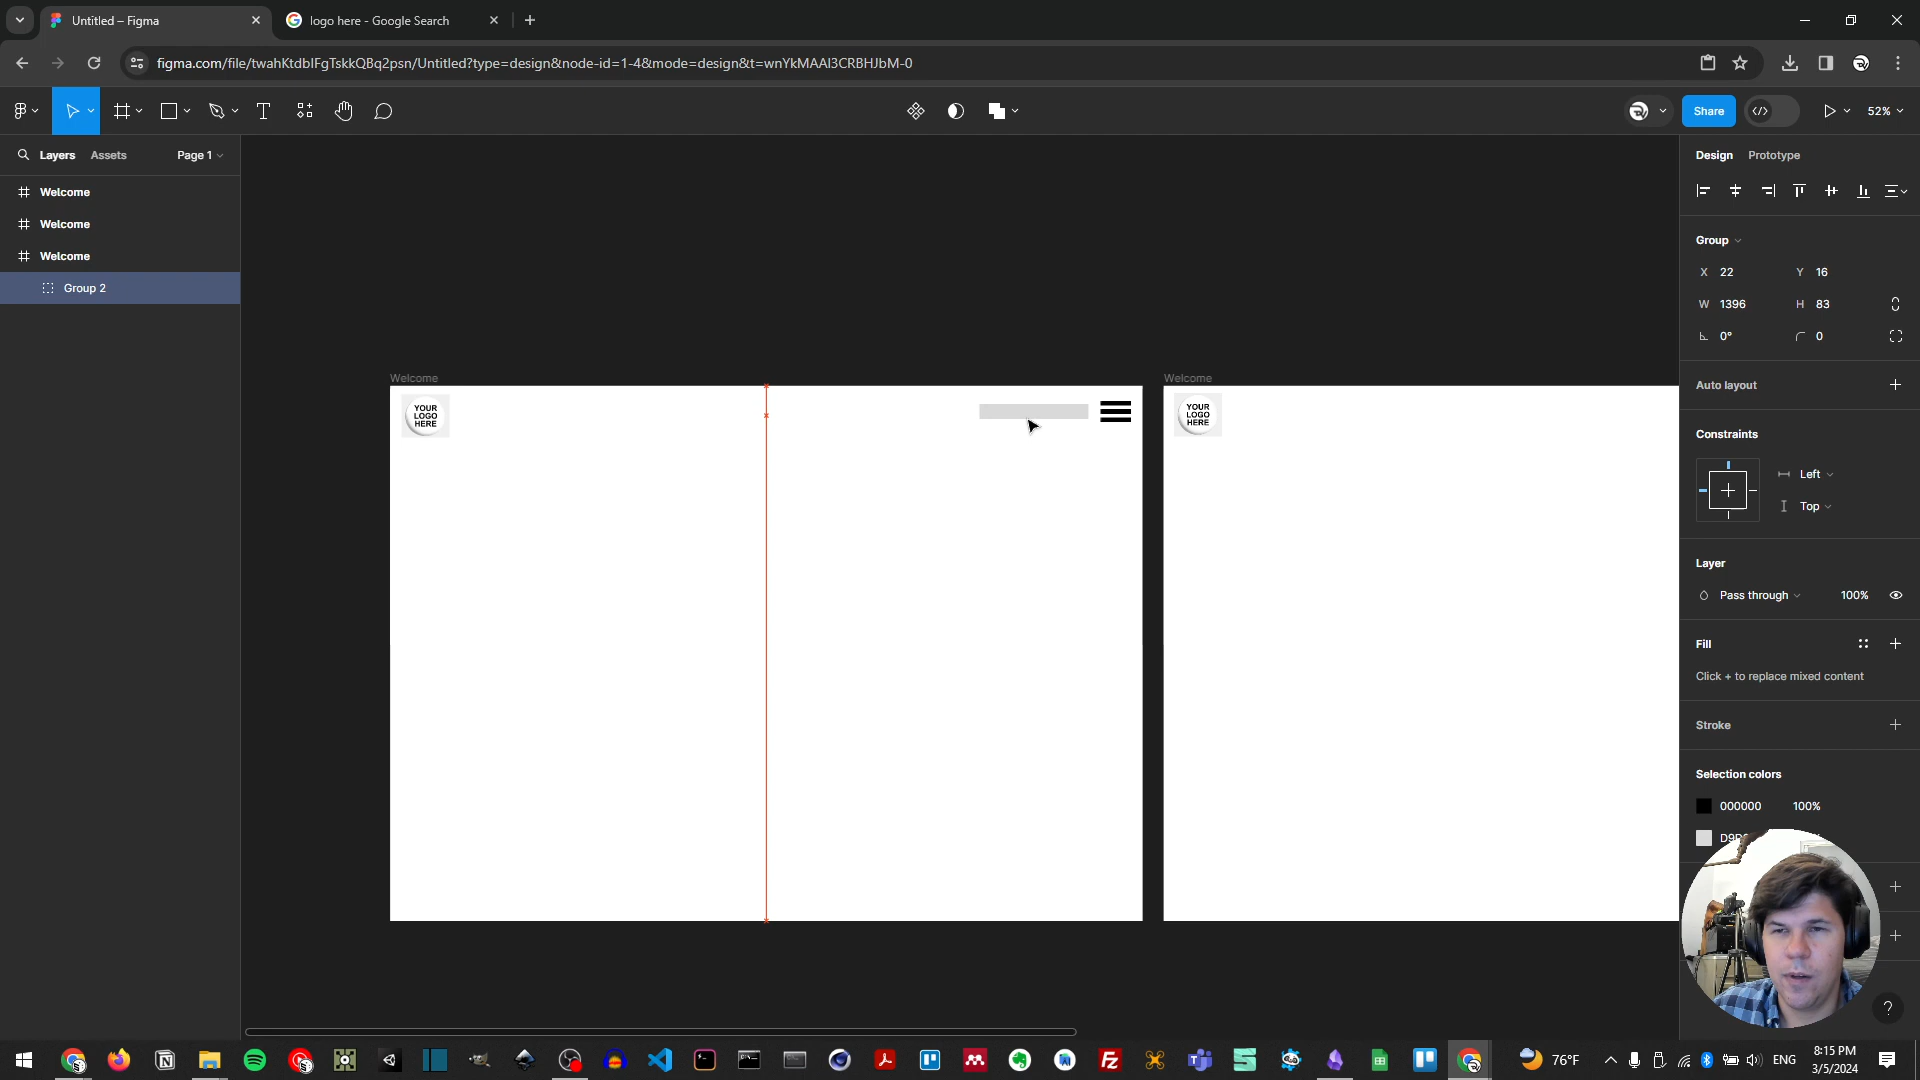 Untitled – Figma
logo here - Google Search
figma.com/file/twahKtdbIFgTskkQBq2psn/Untitled?type=design&node-id=1-4&mode=design&t=wnYkMAAI3CRBHJbM-0
Share
52%
Layers
Assets
Page 1
Design
Prototype
Welcome
Welcome
Welcome
Group 2
Welcome
YOUR
LOGO
HERE
Welcome
YOUR
LOGO
HERE
Group
X 22
Y 16
W 1396
H 83
0°
0
Auto layout
Constraints
Left
Top
Layer
Pass through
100%
Fill
Click + to replace mixed content
Stroke
Selection colors
000000
100%
?
76°F
ENG
8:15 PM
3/5/2024